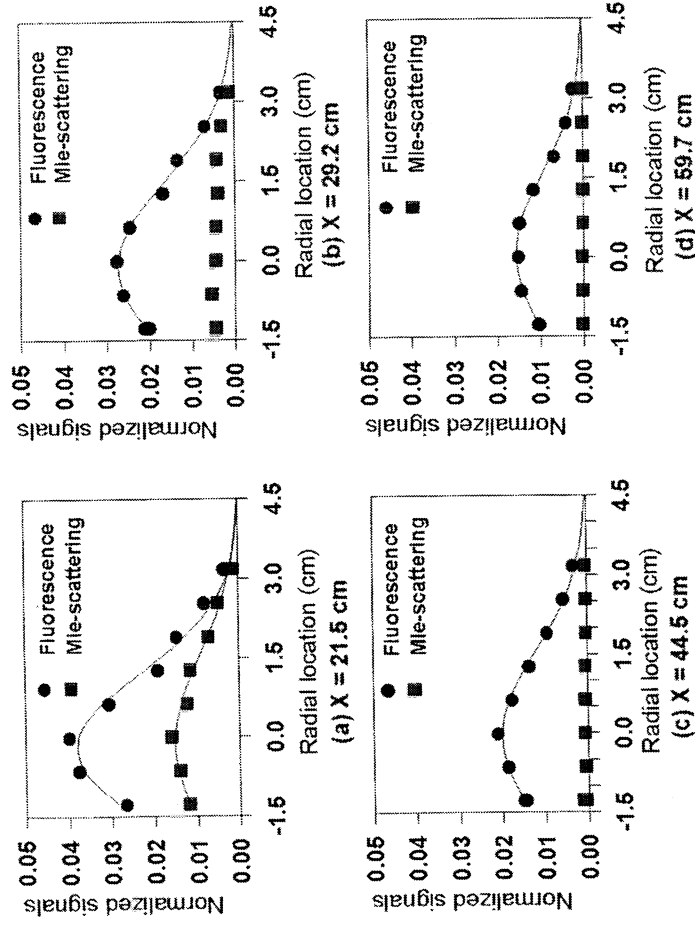 Normalized signals
0.05
0.04
0.03
0.02
0.01
0.00
Fluorescence
Mie-scattering
-1.5 0.0 1.5 3.0 4.5
Radial location (cm)
(a) X = 21.5 cm
Normalized signals
0.05
0.04
0.03
0.02
0.01
0.00
Fluorescence
Mie-scattering
-1.5 0.0 1.5 3.0 4.5
Radial location (cm)
(b) X = 29.2 cm
Normalized signals
0.05
0.04
0.03
0.02
0.01
0.00
Fluorescence
Mie-scattering
-1.5 0.0 1.5 3.0 4.5
Radial location (cm)
(c) X = 44.5 cm
Normalized signals
0.05
0.04
0.03
0.02
0.01
0.00
Fluorescence
Mie-scattering
-1.5 0.0 1.5 3.0 4.5
Radial location (cm)
(d) X = 59.7 cm